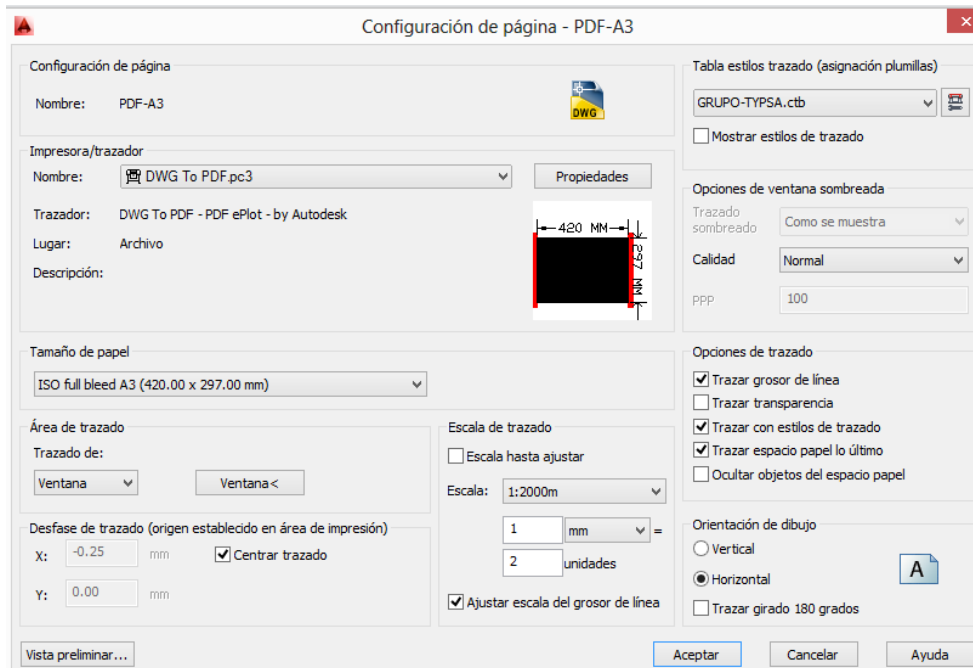 Configuración de página - PDF-A3
Configuración de página
Nombre: PDF-A3
DWG
Impresora/trazador
Nombre: DWG To PDF.pc3
Propiedades
Trazador: DWG To PDF - PDF ePlot - by Autodesk
Lugar: Archivo
Descripción:
420 MM
297 MM
Tamaño de papel
ISO full bleed A3 (420.00 x 297.00 mm)
Área de trazado
Trazado de:
Ventana
Ventana<
Desfase de trazado (origen establecido en área de impresión)
X: -0.25 mm
Centrar trazado
Y: 0.00 mm
Escala de trazado
Escala hasta ajustar
Escala: 1:2000m
1 mm =
2 unidades
Ajustar escala del grosor de línea
Tabla estilos trazado (asignación plumillas)
GRUPO-TYPSA.ctb
Mostrar estilos de trazado
Opciones de ventana sombreada
Trazado
sombreado
Como se muestra
Calidad Normal
PPP 100
Opciones de trazado
Trazar grosor de línea
Trazar transparencia
Trazar con estilos de trazado
Trazar espacio papel lo último
Ocultar objetos del espacio papel
Orientación de dibujo
Vertical
Horizontal
A
Trazar girado 180 grados
Vista preliminar...
Aceptar
Cancelar
Ayuda